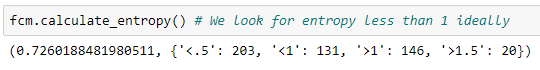 fcm.calculate_entropy() # We look for entropy less than 1 ideally
(0.7260188481980511, {'<.5': 203, '<1': 131, '>1': 146, '>1.5': 20})